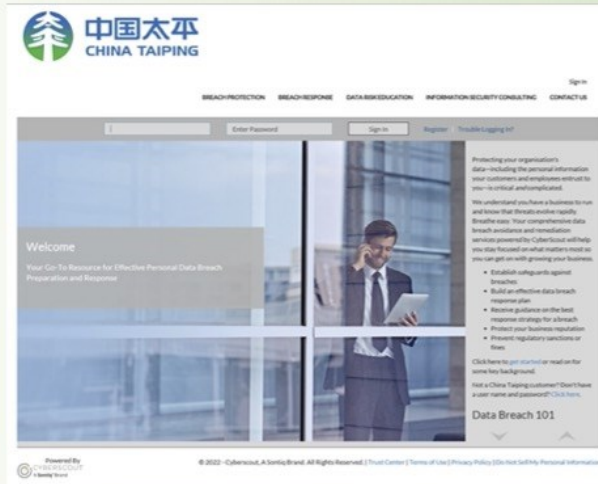 中国太平
CHINA TAIPING
Sign In
BREACH PROTECTION BREACH RESPONSE DATA RISK EDUCATION INFORMATION SECURITY CONSULTING CONTACT US
Enter Password Sign In Register Trouble Logging In?
Welcome
Your Go-To Resource for Effective Personal Data Breach
Preparation and Response
Protecting your organization's
data—including the personal information
your customers and employees entrust to
you—is critical and complicated.
We understand you have a business to run
and know that threats evolve rapidly
Breathe easy. Your comprehensive data
breach avoidance and remediation
services powered by CyberScout will help
you stay focused on what matters most so
you can get on with growing your business.
• Establish safeguards against
breaches
• Build an effective data breach
response plan
• Receive guidance on the best
response strategy for a breach
• Protect your business reputation
• Prevent regulatory sanctions or
fines
Click here to get started or read on for
some key background.
Not a China Taiping customer? Don't have
a user name and password? Click here.
Data Breach 101
Powered By
CYBERSCOUT
A Sontiq Brand
© 2022 - Cyberscout, A Sontiq Brand. All Rights Reserved. | Trust Center | Terms of Use | Privacy Policy | Do Not Sell My Personal Information